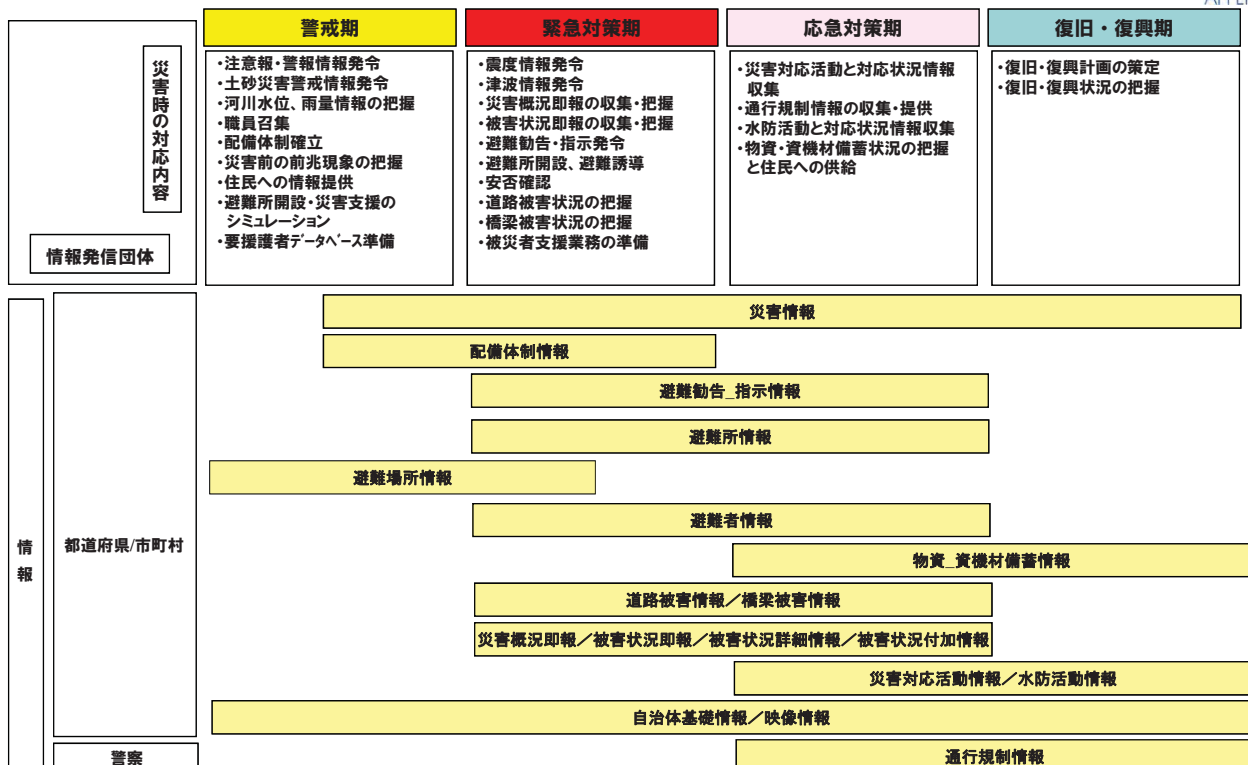 警戒期
緊急対策期
応急対策期
復旧・復興期
災害時の対応内容
情報発信団体
・注意報・警報情報発令
・土砂災害警戒情報発令
・河川水位、雨量情報の把握
・職員召集
・配備体制確立
・災害前の前兆現象の把握
・住民への情報提供
・避難所開設・災害支援の
シミュレーション
・要援護者データベース準備
・震度情報発令
・津波情報発令
・災害概況即報の収集・把握
・被害状況即報の収集・把握
・避難勧告・指示発令
・避難所開設、避難誘導
・安否確認
・道路被害状況の把握
・橋梁被害状況の把握
・被災者支援業務の準備
・災害対応活動と対応状況情報
収集
・通行規制情報の収集・提供
・水防活動と対応状況情報収集
・物資・資機材備蓄状況の把握
と住民への供給
・復旧・復興計画の策定
・復旧・復興状況の把握
情報
都道府県/市町村
災害情報
配備体制情報
避難勧告_指示情報
避難所情報
避難場所情報
避難者情報
物資_資機材備蓄情報
道路被害情報／橋梁被害情報
災害概況即報／被害状況即報／被害状況詳細情報／被害状況付加情報
災害対応活動情報／水防活動情報
自治体基礎情報／映像情報
警察
通行規制情報